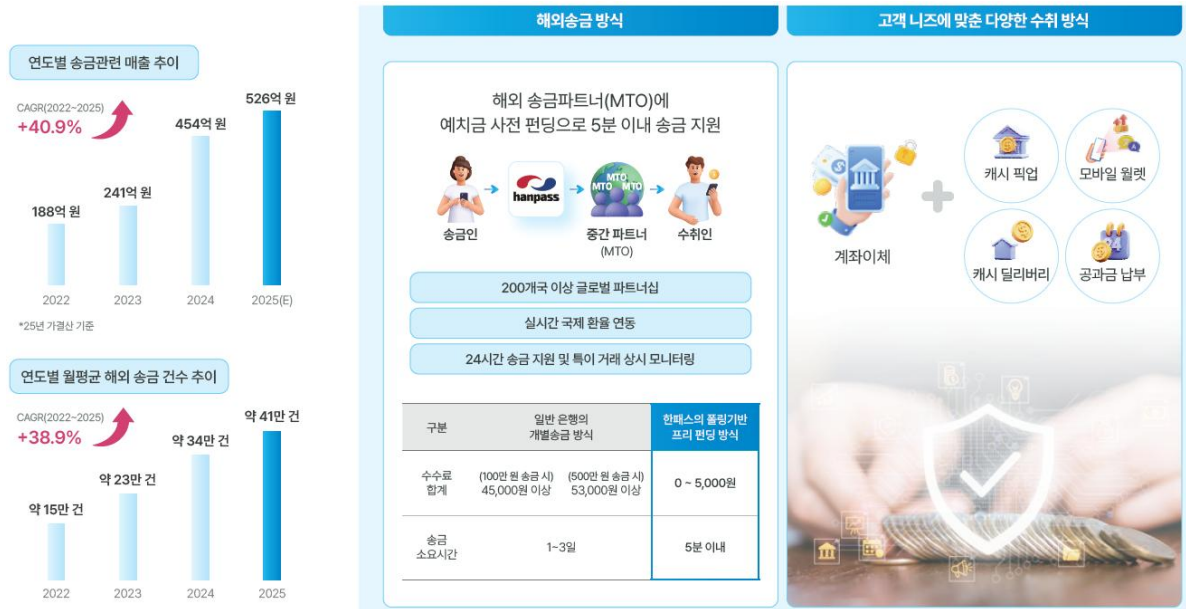 연도별 송금관련 매출 추이
CAGR(2022~2025)
+40.9%
188억 원
241억 원
454억 원
526억 원
2022
2023
2024
2025(E)
*25년 가결산 기준
연도별 월평균 해외 송금 건수 추이
CAGR(2022~2025)
+38.9%
약 15만 건
약 23만 건
약 34만 건
약 41만 건
2022
2023
2024
2025
해외송금 방식
해외 송금파트너(MTO)에
예치금 사전 펀딩으로 5분 이내 송금 지원
hanpass
MTO
MTO MTO
송금인
중간 파트너
(MTO)
수취인
200개국 이상 글로벌 파트너십
실시간 국제 환율 연동
24시간 송금 지원 및 특이 거래 상시 모니터링
구분
일반 은행의
개별송금 방식
한패스의 풀링기반
프리 펀딩 방식
수수료
합계
(100만 원 송금 시)
45,000원 이상
(500만 원 송금 시)
53,000원 이상
0 ~ 5,000원
송금
소요시간
1~3일
5분 이내
고객 니즈에 맞춘 다양한 수취 방식
계좌이체
캐시 픽업
모바일 월렛
캐시 딜리버리
24
공과금 납부